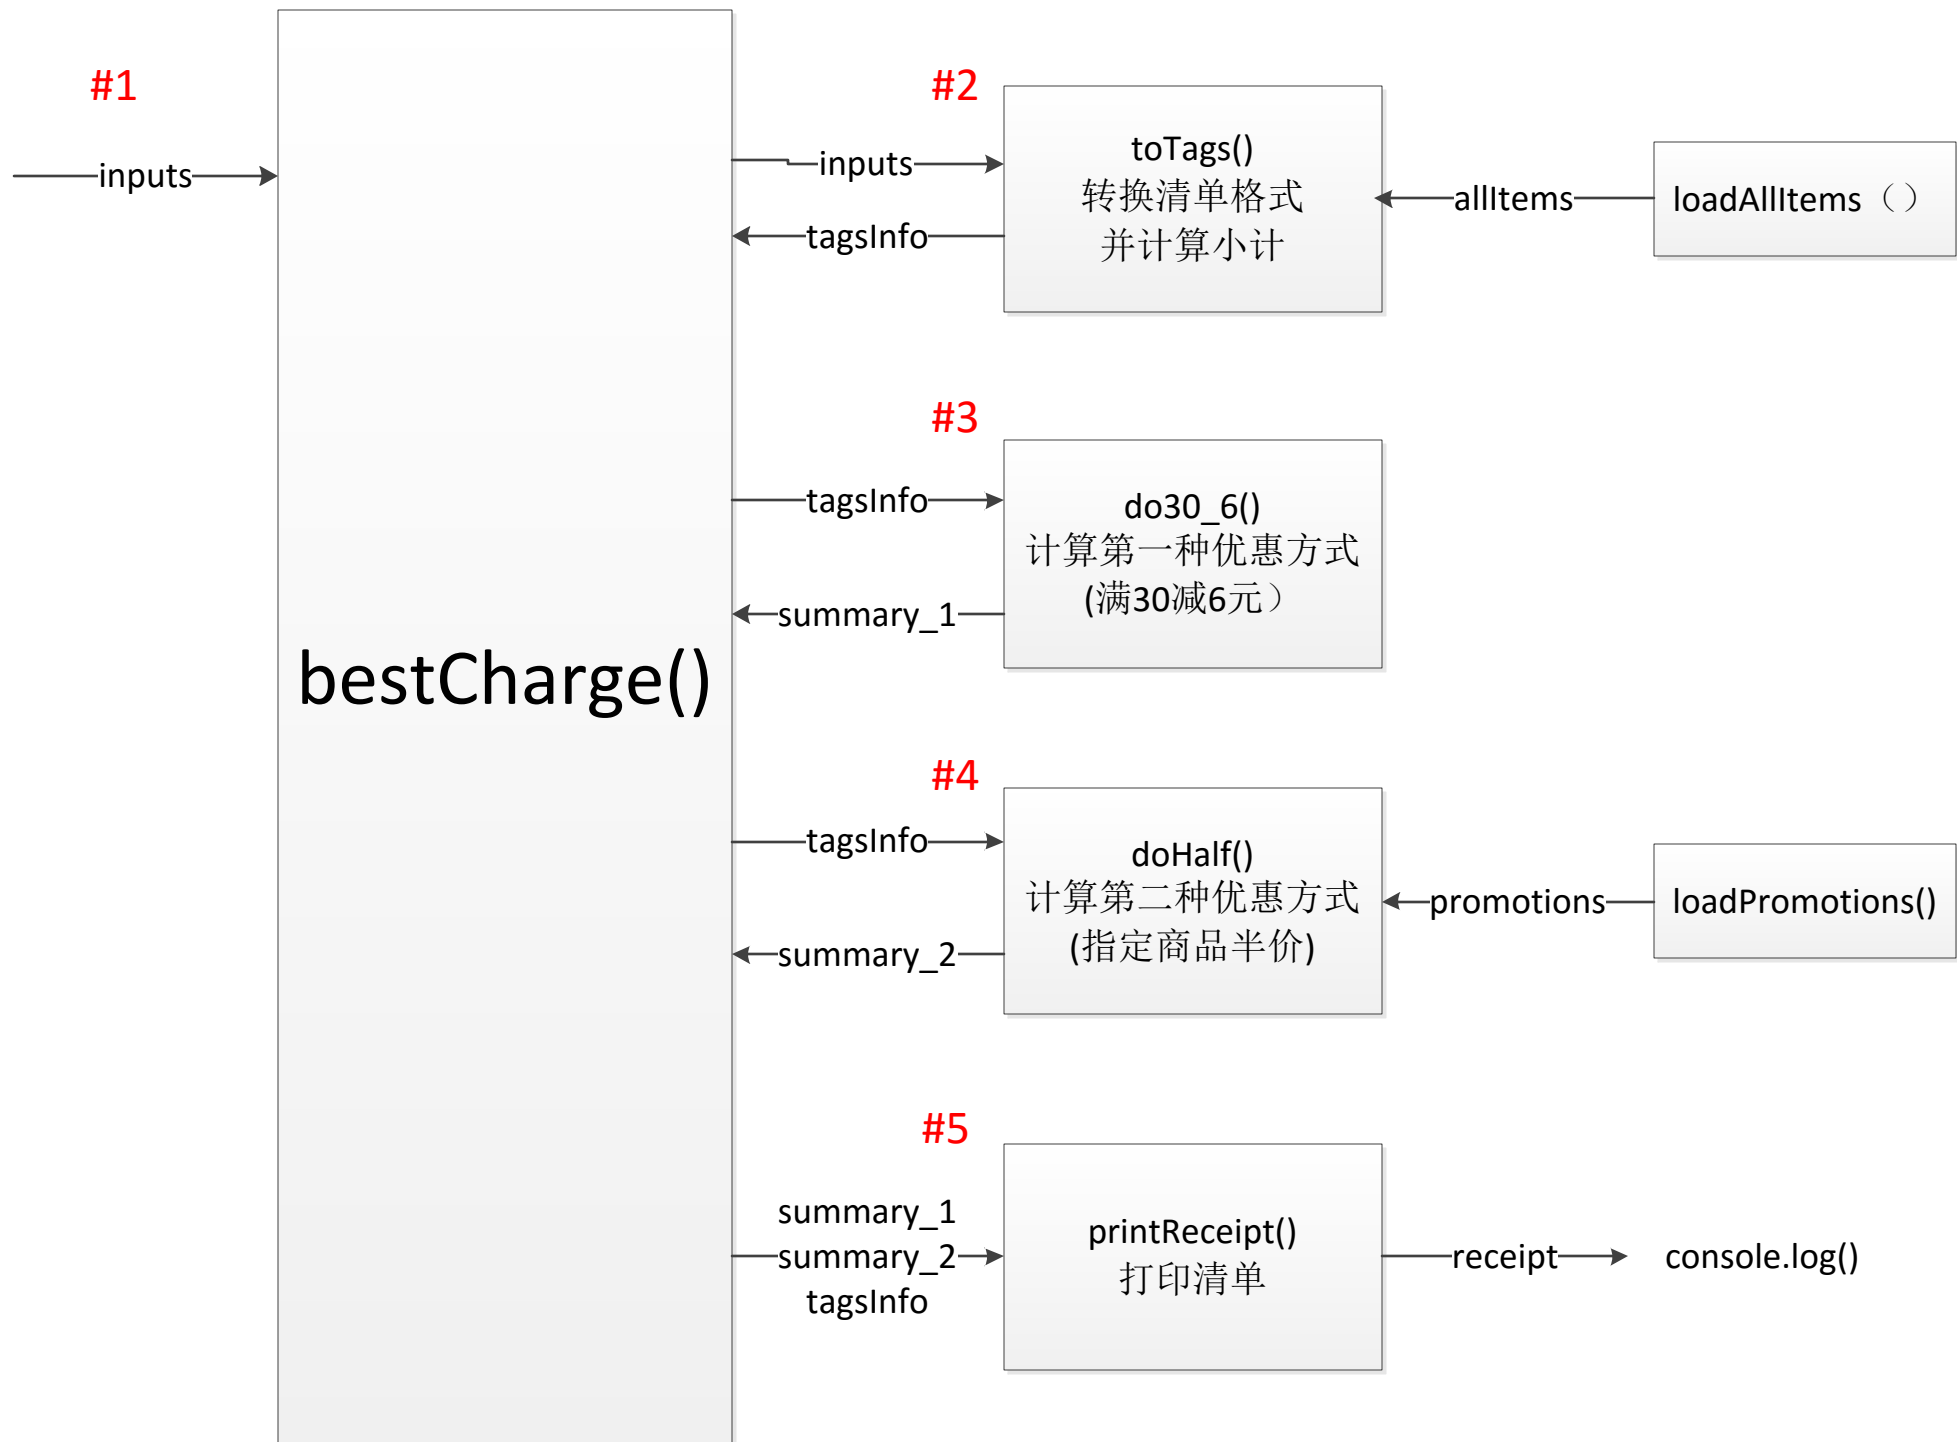 #1
inputs
bestCharge()
#2
inputs
tagsInfo
toTags()
转换清单格式
并计算小计
allItems
loadAllItems（）
#3
tagsInfo
summary_1
do30_6()
计算第一种优惠方式
(满30减6元）
#4
tagsInfo
summary_2
doHalf()
计算第二种优惠方式
(指定商品半价)
promotions
loadPromotions()
#5
summary_1
summary_2
tagsInfo
printReceipt()
打印清单
receipt
console.log()